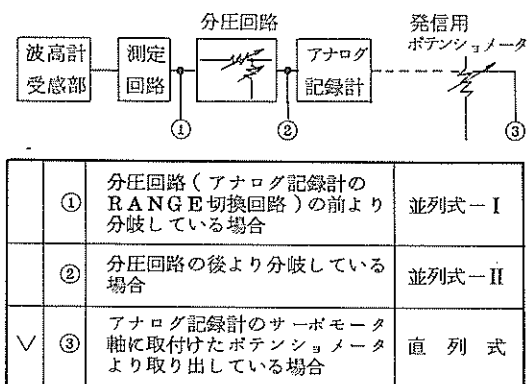 分圧回路
発信用
ポテンショメータ
波高計
受感部
測定
回路
アナログ
記録計
①
②
③
①
分圧回路(アナログ記録計の
RANGE切換回路)の前より
分岐している場合
並列式-I
②
分圧回路の後より分岐している
場合
並列式-II
∨
③
アナログ記録計のサーボモータ
軸に取付けたポテンショメータ
より取り出している場合
直列式